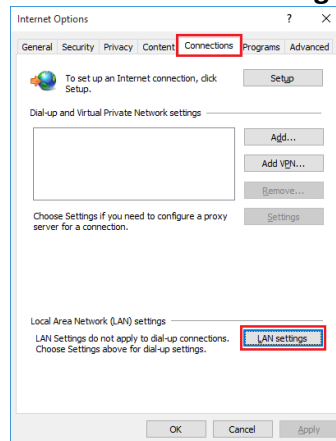 Internet Options ? ×
General Security Privacy Content Connections Programs Advanced
To set up an Internet connection, click
Setup.
Setup
Dial-up and Virtual Private Network settings
Add...
Add VPN...
Remove...
Choose Settings if you need to configure a proxy
server for a connection.
Settings
Local Area Network (LAN) settings
LAN Settings do not apply to dial-up connections.
Choose Settings above for dial-up settings.
LAN settings
OK Cancel Apply